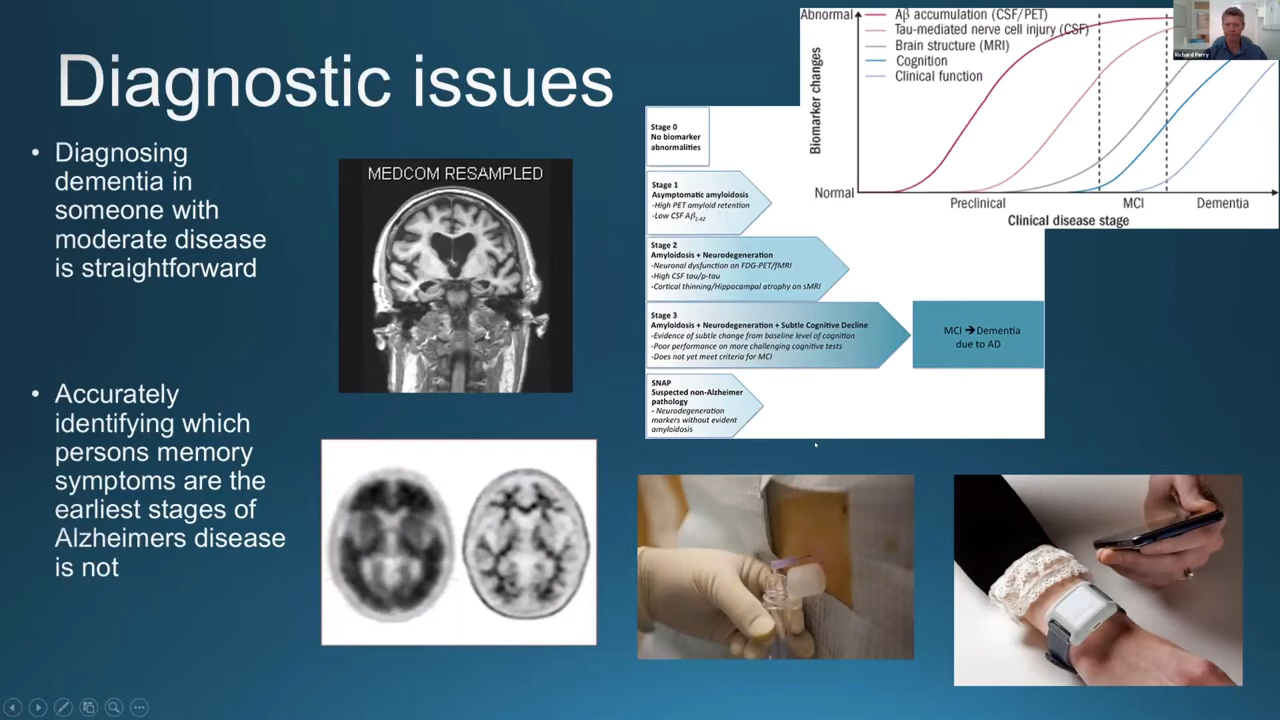 Diagnostic issues
• Diagnosing
dementia in
someone with
moderate disease
is straightforward
• Accurately
identifying which
persons memory
symptoms are the
earliest stages of
Alzheimers disease
is not
MEDCOM RESAMPLED
Stage 0
No biomarker
abnormalities
Stage 1
Asymptomatic amyloidosis
-High PET amyloid retention
-Low CSF Aβ1-42
Stage 2
Amyloidosis + Neurodegeneration
-Neuronal dysfunction on FDG-PET/fMRI
-High CSF tau/p-tau
-Cortical thinning/Hippocampal atrophy on sMRI
Stage 3
Amyloidosis + Neurodegeneration + Subtle Cognitive Decline
-Evidence of subtle change from baseline level of cognition
-Poor performance on more challenging cognitive tests
-Does not yet meet criteria for MCI
MCI ➔Dementia
due to AD
SNAP
Suspected non-Alzheimer
pathology
- Neurodegeneration
markers without evident
amyloidosis
Abnormal
Aβ accumulation (CSF/PET)
Tau-mediated nerve cell injury (CSF)
Brain structure (MRI)
Cognition
Clinical function
Biomarker changes
Normal
Preclinical
MCI
Dementia
Clinical disease stage
Richard Perry